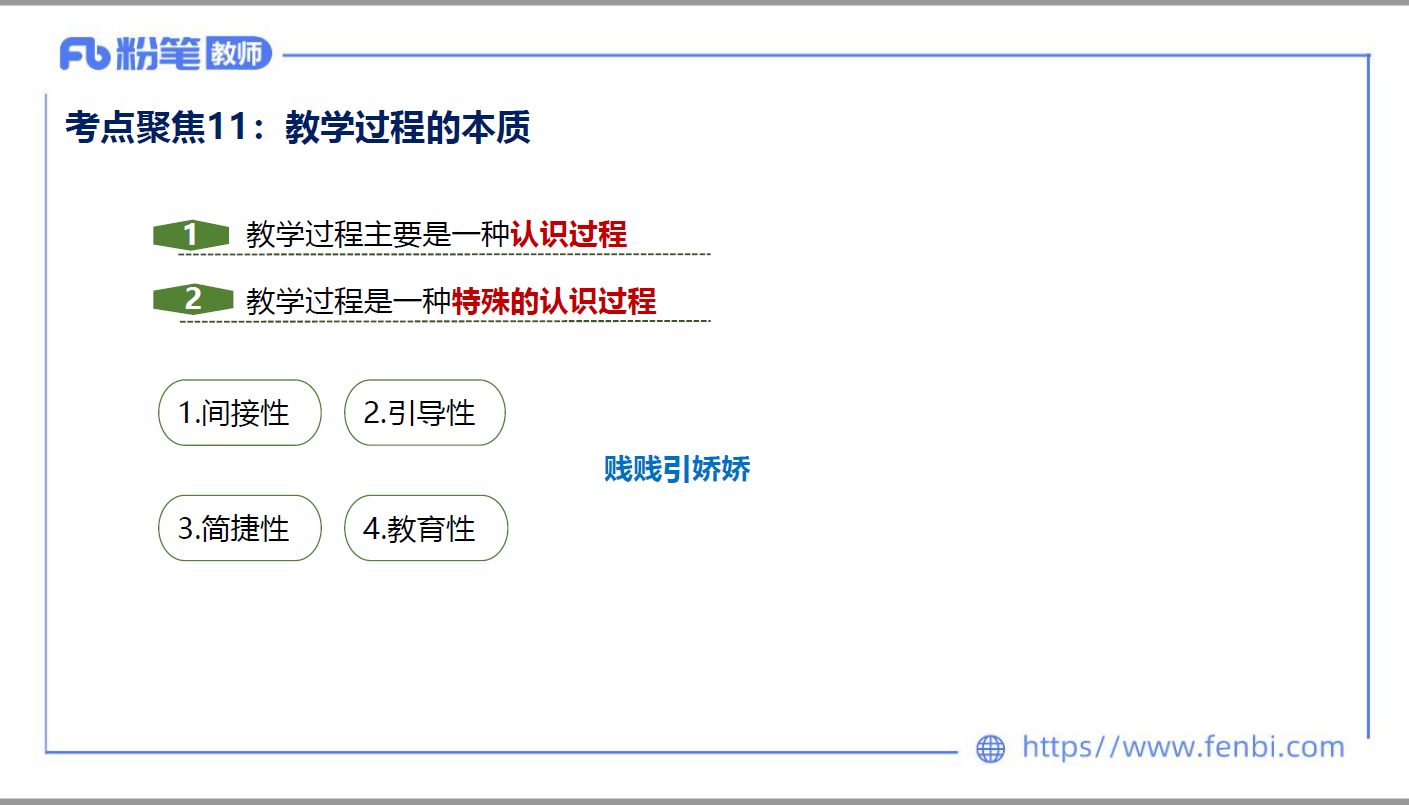 粉笔教师
考点聚焦11：教学过程的本质
1 教学过程主要是一种认识过程
2 教学过程是一种特殊的认识过程
1.间接性 2.引导性
贱贱引娇娇
3.简捷性 4.教育性
https//www.fenbi.com